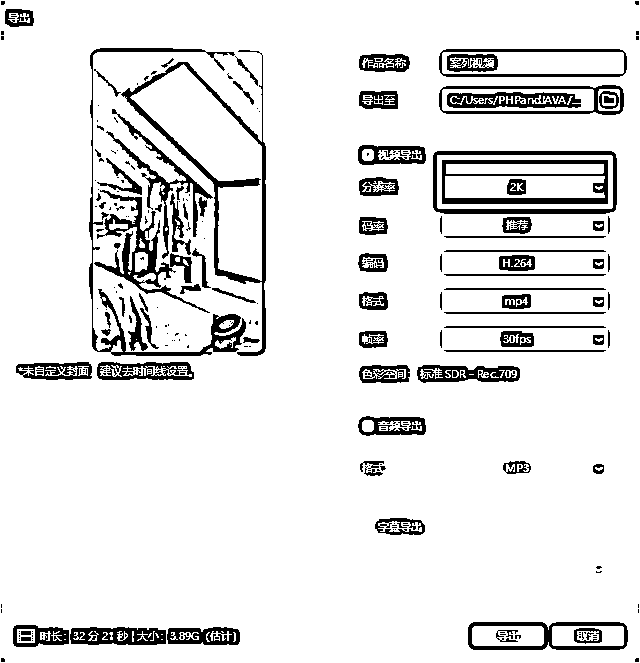 导出
作品名称 案列视频
导出至 C:/Users/PHPandJAVA/...
视频导出
分辨率 2K
码率 推荐
编码 H.264
格式 mp4
帧率 30fps
*未自定义封面 建议去时间线设置
色彩空间: 标准 SDR - Rec.709
音频导出
格式 MP3
字幕导出
时长: 32 分 21 秒 | 大小: 3.89G (估计)
导出 取消